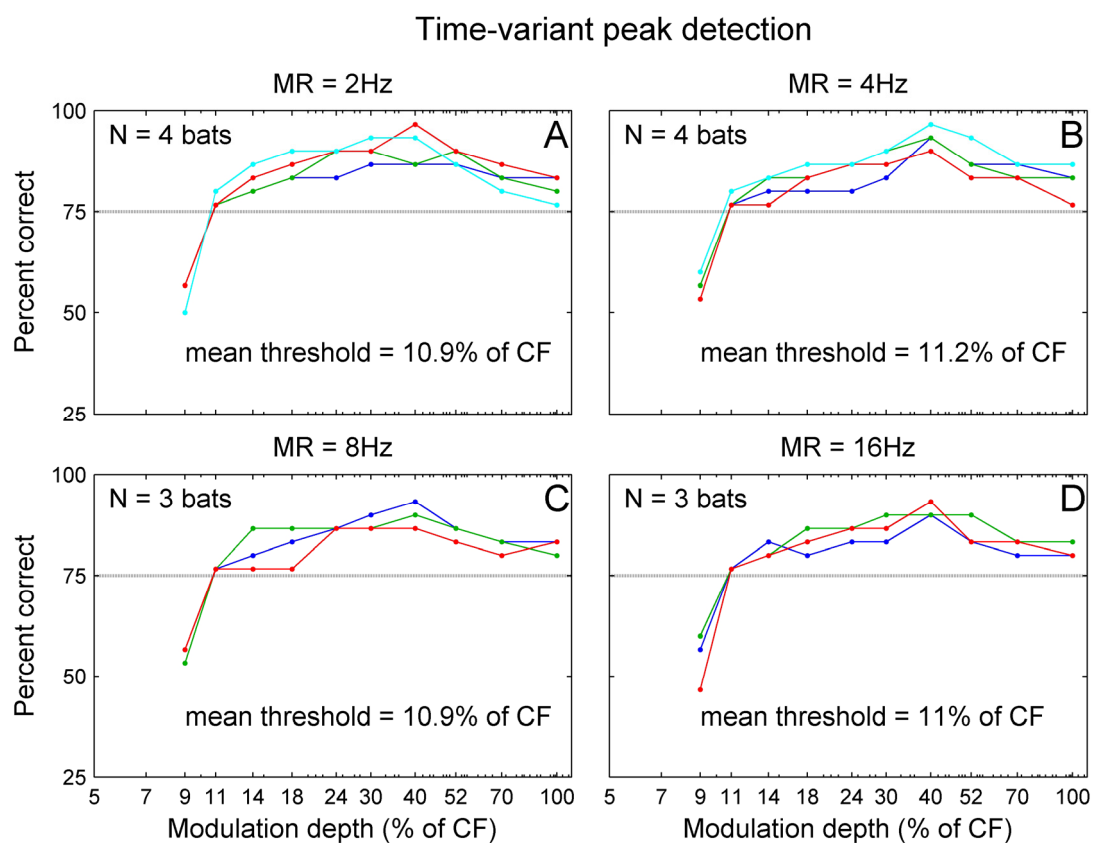 Time-variant peak detection
MR = 2Hz
MR = 4Hz
100
N = 4 bats
A
N = 4 bats
B
75
50
Percent correct
mean threshold = 10.9% of CF
mean threshold = 11.2% of CF
25
MR = 8Hz
MR = 16Hz
100
N = 3 bats
C
N = 3 bats
D
75
50
Percent correct
mean threshold = 10.9% of CF
mean threshold = 11% of CF
25
5 7 9 11 14 18 24 30 40 52 70 100
5 7 9 11 14 18 24 30 40 52 70 100
Modulation depth (% of CF)
Modulation depth (% of CF)